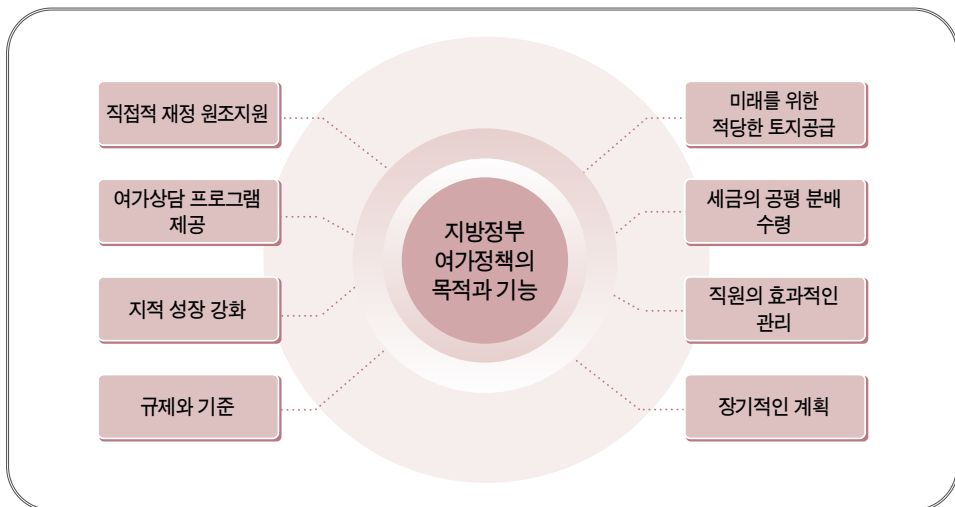 직접적 재정 원조지원
여가상담 프로그램
제공
지적 성장 강화
규제와 기준
지방정부
여가정책의
목적과 기능
미래를 위한
적당한 토지공급
세금의 공평 분배
수령
직원의 효과적인
관리
장기적인 계획